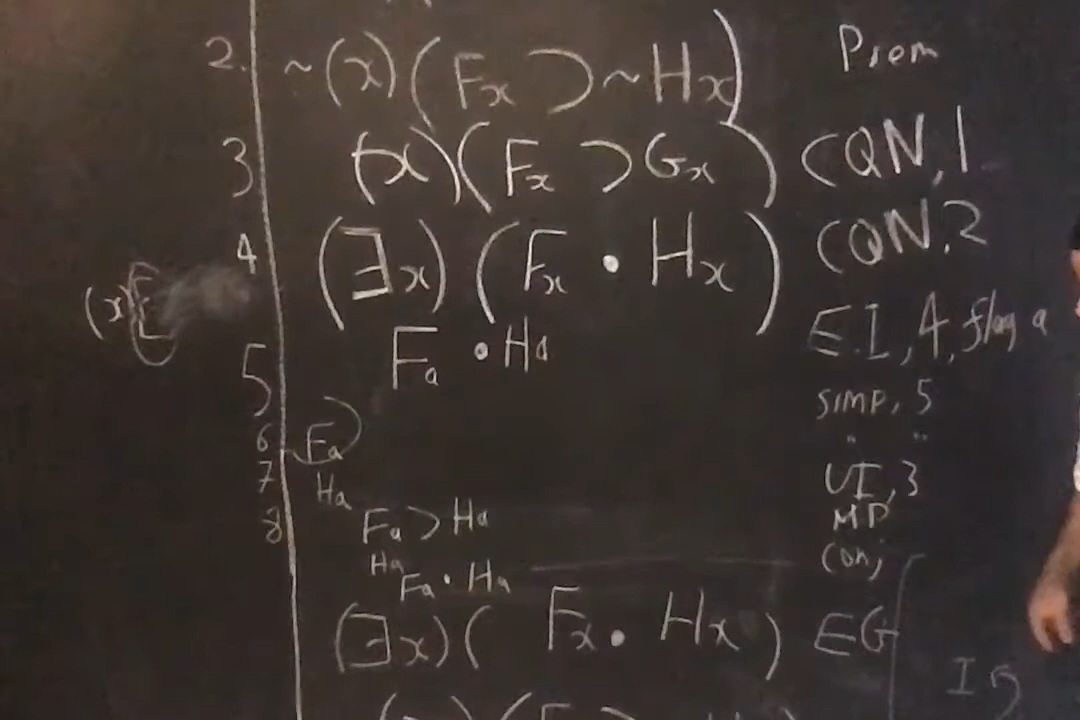 2. ~(x)(Fx ⊃ ~Hx) Prem
3 (x)(Fx ⊃ Gx) CQN, 1
4 (∃x)(Fx • Hx) CQN, 2
(x)
5 Fa • Ha E.I, 4, flag a
SIMP, 5
6 Fa " "
7 Ha UI, 3
8 Fa ⊃ Ha MP
Ha Conj
Fa • Ha
(∃x)( Fx • Hx ) EG